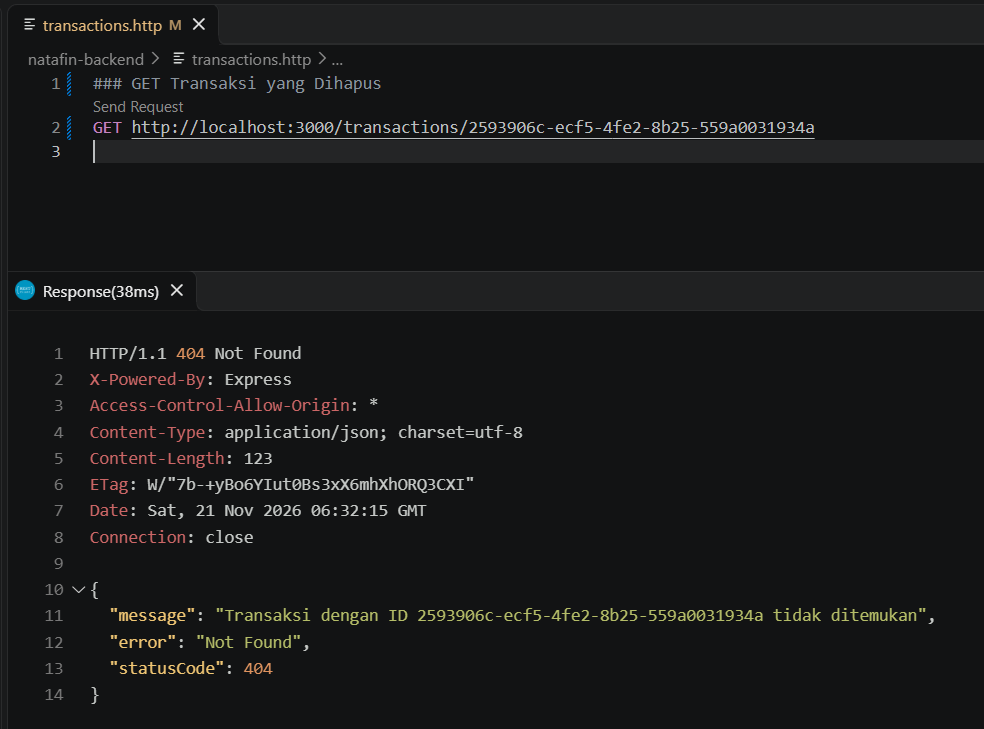 transactions.http M
natafin-backend > transactions.http > ...
1 ### GET Transaksi yang Dihapus
Send Request
2 GET http://localhost:3000/transactions/2593906c-ecf5-4fe2-8b25-559a0031934a
3
Response(38ms)
1 HTTP/1.1 404 Not Found
2 X-Powered-By: Express
3 Access-Control-Allow-Origin: *
4 Content-Type: application/json; charset=utf-8
5 Content-Length: 123
6 ETag: W/"7b-+yBo6YIut0Bs3xX6mhXhORQ3CXI"
7 Date: Sat, 21 Nov 2026 06:32:15 GMT
8 Connection: close
9
10 {
11 "message": "Transaksi dengan ID 2593906c-ecf5-4fe2-8b25-559a0031934a tidak ditemukan",
12 "error": "Not Found",
13 "statusCode": 404
14 }